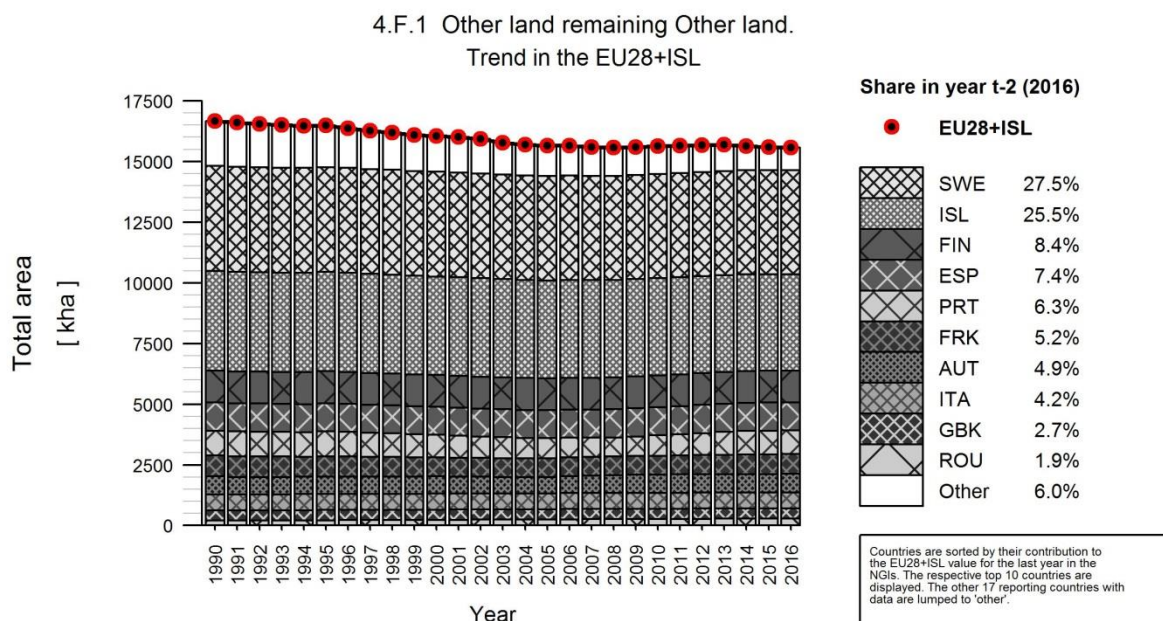 4.F.1 Other land remaining Other land.
Trend in the EU28+ISL
Total area
[ kha ]
17500
15000
12500
10000
7500
5000
2500
0
1990
1991
1992
1993
1994
1995
1996
1997
1998
1999
2000
2001
2002
2003
2004
2005
2006
2007
2008
2009
2010
2011
2012
2013
2014
2015
2016
Year
Share in year t-2 (2016)
EU28+ISL
SWE 27.5%
ISL 25.5%
FIN 8.4%
ESP 7.4%
PRT 6.3%
FRK 5.2%
AUT 4.9%
ITA 4.2%
GBK 2.7%
ROU 1.9%
Other 6.0%
Countries are sorted by their contribution to
the EU28+ISL value for the last year in the
NGIs. The respective top 10 countries are
displayed. The other 17 reporting countries with
data are lumped to 'other'.